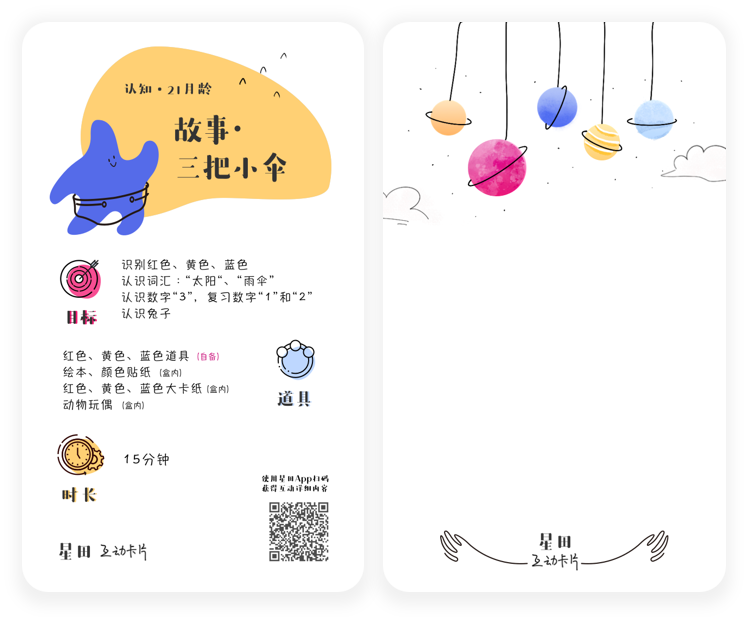 认知·21月龄
故事·
三把小伞
识别红色、黄色、蓝色
认识词汇：“太阳“、“雨伞”
认识数字“3”，复习数字“1”和“2”
认识兔子
目标
红色、黄色、蓝色道具 (自备)
绘本、颜色贴纸 (盒内)
红色、黄色、蓝色大卡纸 (盒内)
动物玩偶 (盒内)
道具
15分钟
时长
使用星田App扫码
获得互动详细内容
星田 互动卡片
星田
互动卡片